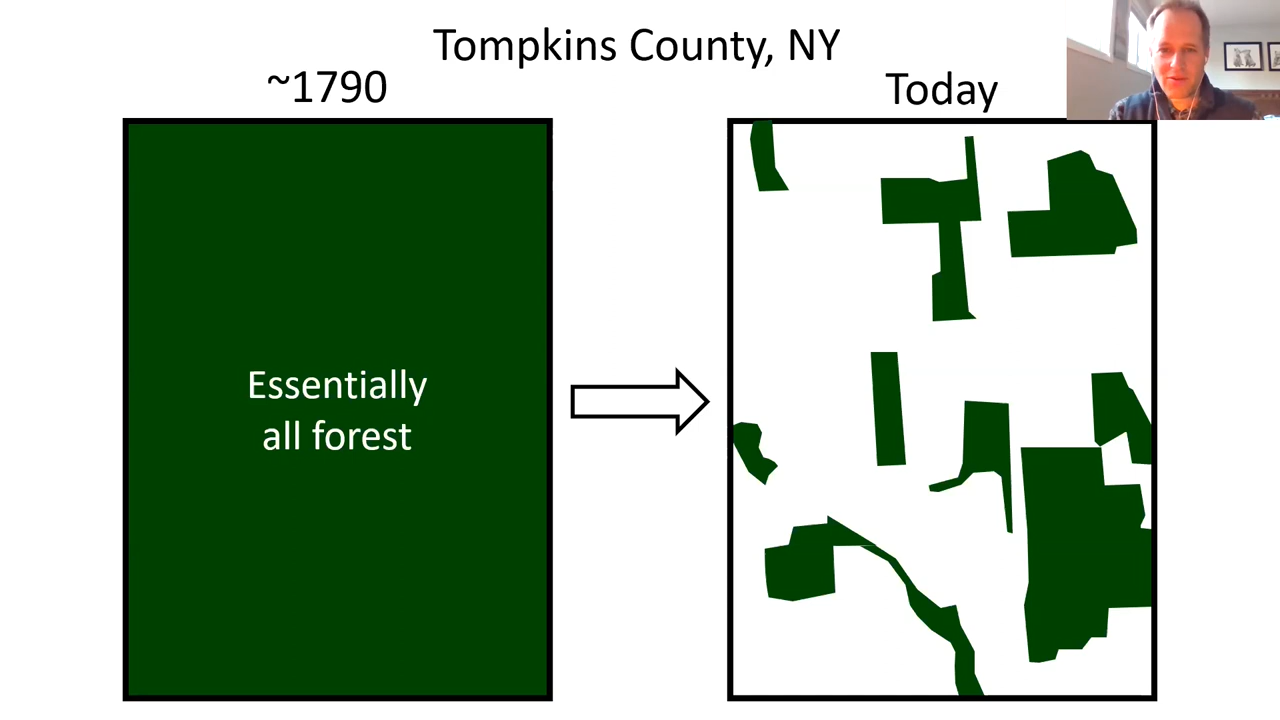 Tompkins County, NY
~1790
Today
Essentially
all forest